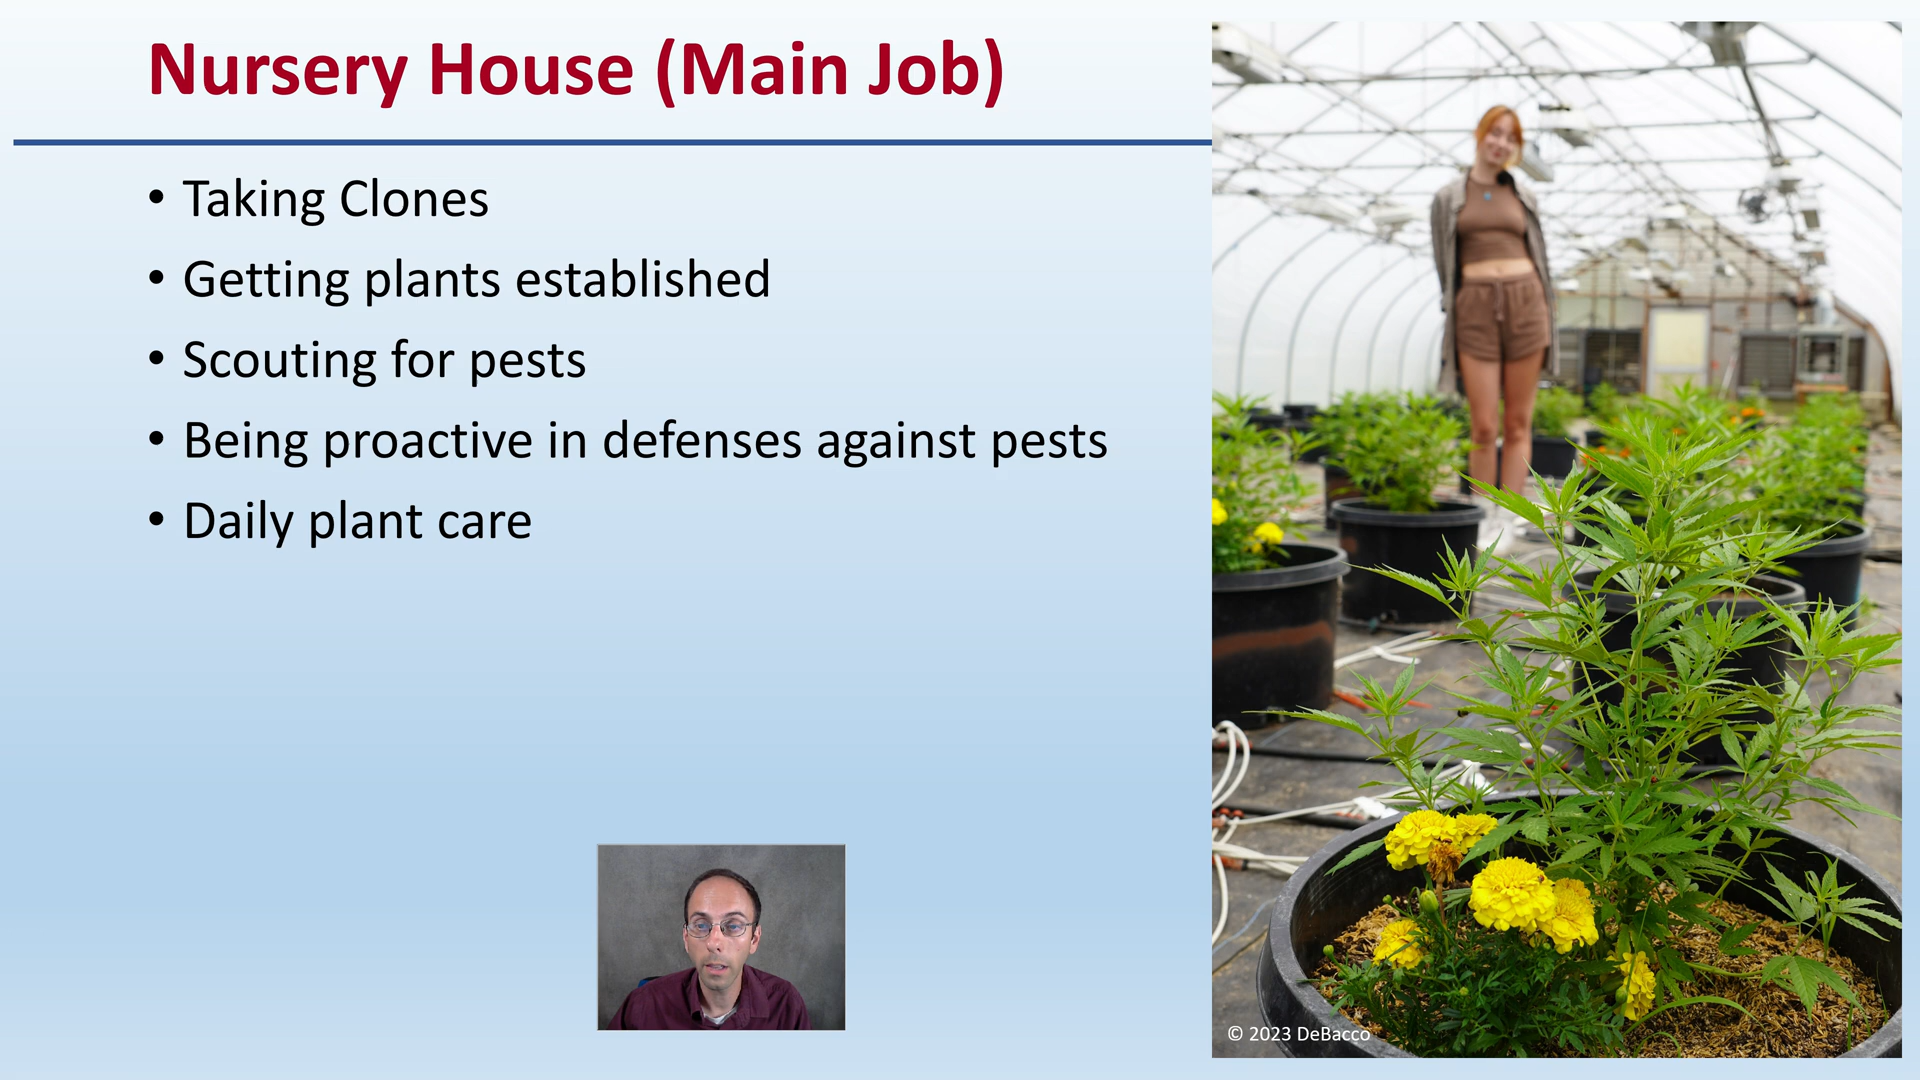 Nursery House (Main Job)
• Taking Clones
• Getting plants established
• Scouting for pests
• Being proactive in defenses against pests
• Daily plant care
© 2023 DeBacco